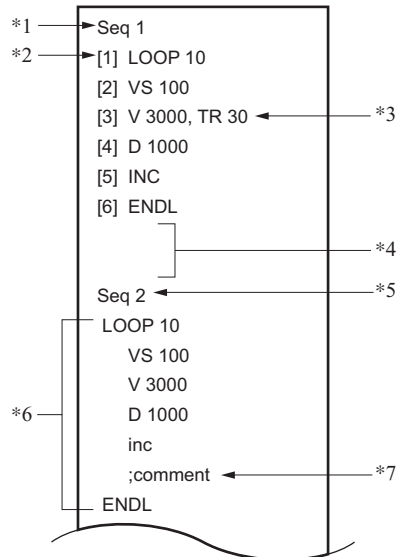 *1 Seq 1
*2 [1] LOOP 10
[2] VS 100
[3] V 3000, TR 30 *3
[4] D 1000
[5] INC
[6] ENDL
*4
Seq 2 *5
LOOP 10
VS 100
V 3000
*6 D 1000
inc
;comment *7
ENDL